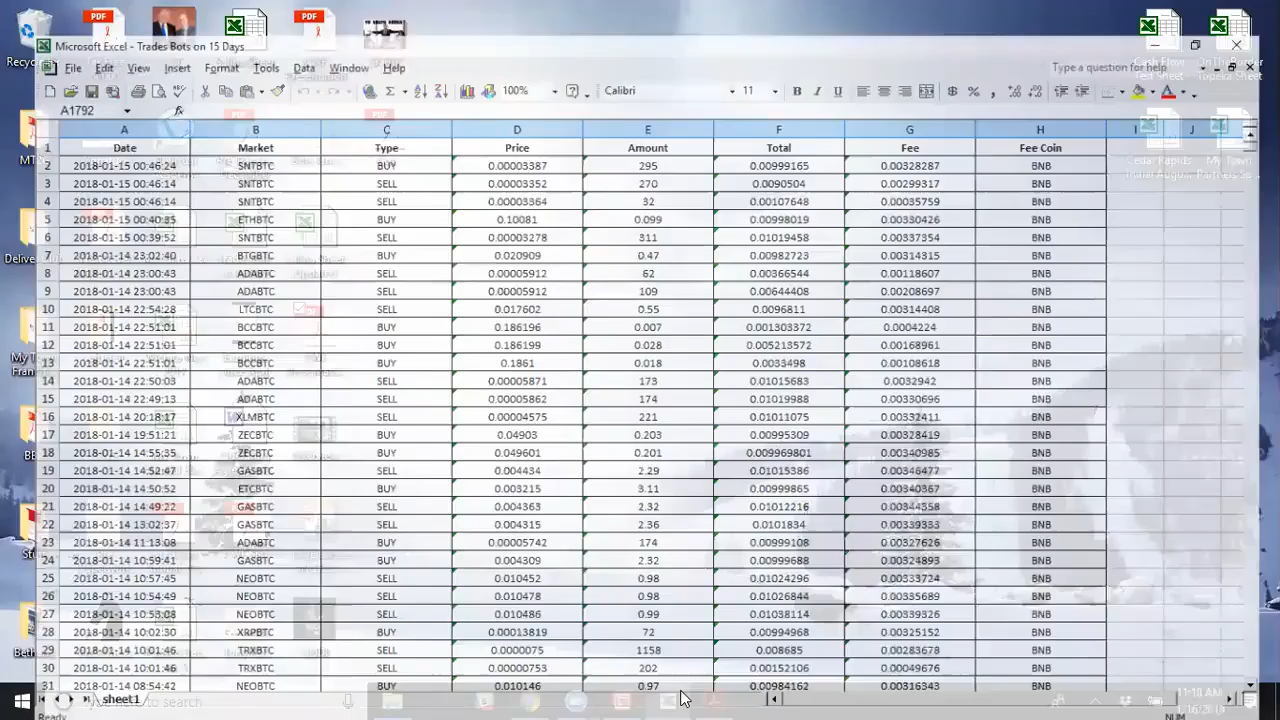 Microsoft Excel - Trades Bots on 15 Days
File Edit View Insert Format Tools Data Window Help
Type a question for help
100%
Calibri
11
A1792
A B C D E F G H I J
1 Date Market Type Price Amount Total Fee Fee Coin
2 2018-01-15 00:46:24 SNTBTC BUY 0.00003387 295 0.00999165 0.00328287 BNB
3 2018-01-15 00:46:14 SNTBTC SELL 0.00003352 270 0.0090504 0.00299317 BNB
4 2018-01-15 00:46:14 SNTBTC SELL 0.00003364 32 0.00107648 0.00035759 BNB
5 2018-01-15 00:40:35 ETHBTC BUY 0.10081 0.099 0.00998019 0.00330426 BNB
6 2018-01-15 00:39:52 SNTBTC SELL 0.00003278 311 0.01019458 0.00337354 BNB
7 2018-01-14 23:02:40 BTGBTC BUY 0.020909 0.47 0.00982723 0.00314315 BNB
8 2018-01-14 23:00:43 ADABTC SELL 0.00005912 62 0.00366544 0.00118607 BNB
9 2018-01-14 23:00:43 ADABTC SELL 0.00005912 109 0.00644408 0.00208697 BNB
10 2018-01-14 22:54:28 LTCBTC SELL 0.017602 0.55 0.0096811 0.00314408 BNB
11 2018-01-14 22:51:01 BCCBTC BUY 0.186196 0.007 0.001303372 0.0004224 BNB
12 2018-01-14 22:51:01 BCCBTC BUY 0.186199 0.028 0.005213572 0.00168961 BNB
13 2018-01-14 22:51:01 BCCBTC BUY 0.1861 0.018 0.0033498 0.00108618 BNB
14 2018-01-14 22:50:03 ADABTC SELL 0.00005871 173 0.01015683 0.0032942 BNB
15 2018-01-14 22:49:13 ADABTC SELL 0.00005862 174 0.01019988 0.00330696 BNB
16 2018-01-14 20:18:17 XLMBTC SELL 0.00004575 221 0.01011075 0.00332411 BNB
17 2018-01-14 19:51:21 ZECBTC BUY 0.04903 0.203 0.00995309 0.00328419 BNB
18 2018-01-14 14:55:35 ZECBTC BUY 0.049601 0.201 0.009969801 0.00340985 BNB
19 2018-01-14 14:52:47 GASBTC SELL 0.004434 2.29 0.01015386 0.00346477 BNB
20 2018-01-14 14:50:52 ETCBTC BUY 0.003215 3.11 0.00999865 0.00340367 BNB
21 2018-01-14 14:49:22 GASBTC SELL 0.004363 2.32 0.01012216 0.00344358 BNB
22 2018-01-14 13:02:37 GASBTC SELL 0.004315 2.36 0.0101834 0.00339333 BNB
23 2018-01-14 11:13:08 ADABTC BUY 0.00005742 174 0.00999108 0.00327626 BNB
24 2018-01-14 10:59:41 GASBTC BUY 0.004309 2.32 0.00999688 0.00324893 BNB
25 2018-01-14 10:57:45 NEOBTC SELL 0.010452 0.98 0.01024296 0.00333724 BNB
26 2018-01-14 10:54:49 NEOBTC SELL 0.010478 0.98 0.01026844 0.00335689 BNB
27 2018-01-14 10:53:08 NEOBTC SELL 0.010486 0.99 0.01038114 0.00339326 BNB
28 2018-01-14 10:02:30 XRPBTC BUY 0.00013819 72 0.00994968 0.00325152 BNB
29 2018-01-14 10:01:46 TRXBTC SELL 0.0000075 1158 0.008685 0.00283678 BNB
30 2018-01-14 10:01:46 TRXBTC SELL 0.00000753 202 0.00152106 0.00049676 BNB
31 2018-01-14 08:54:42 NEOBTC BUY 0.010146 0.97 0.00984162 0.00316343 BNB
sheet1
Ready
NUM
11:10 AM